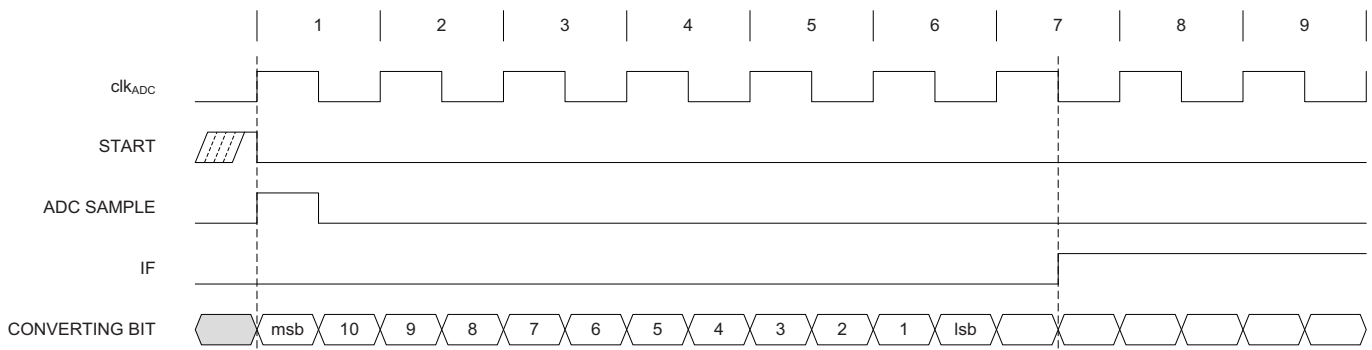 1 2 3 4 5 6 7 8 9
clkADC
START
ADC SAMPLE
IF
CONVERTING BIT msb 10 9 8 7 6 5 4 3 2 1 lsb